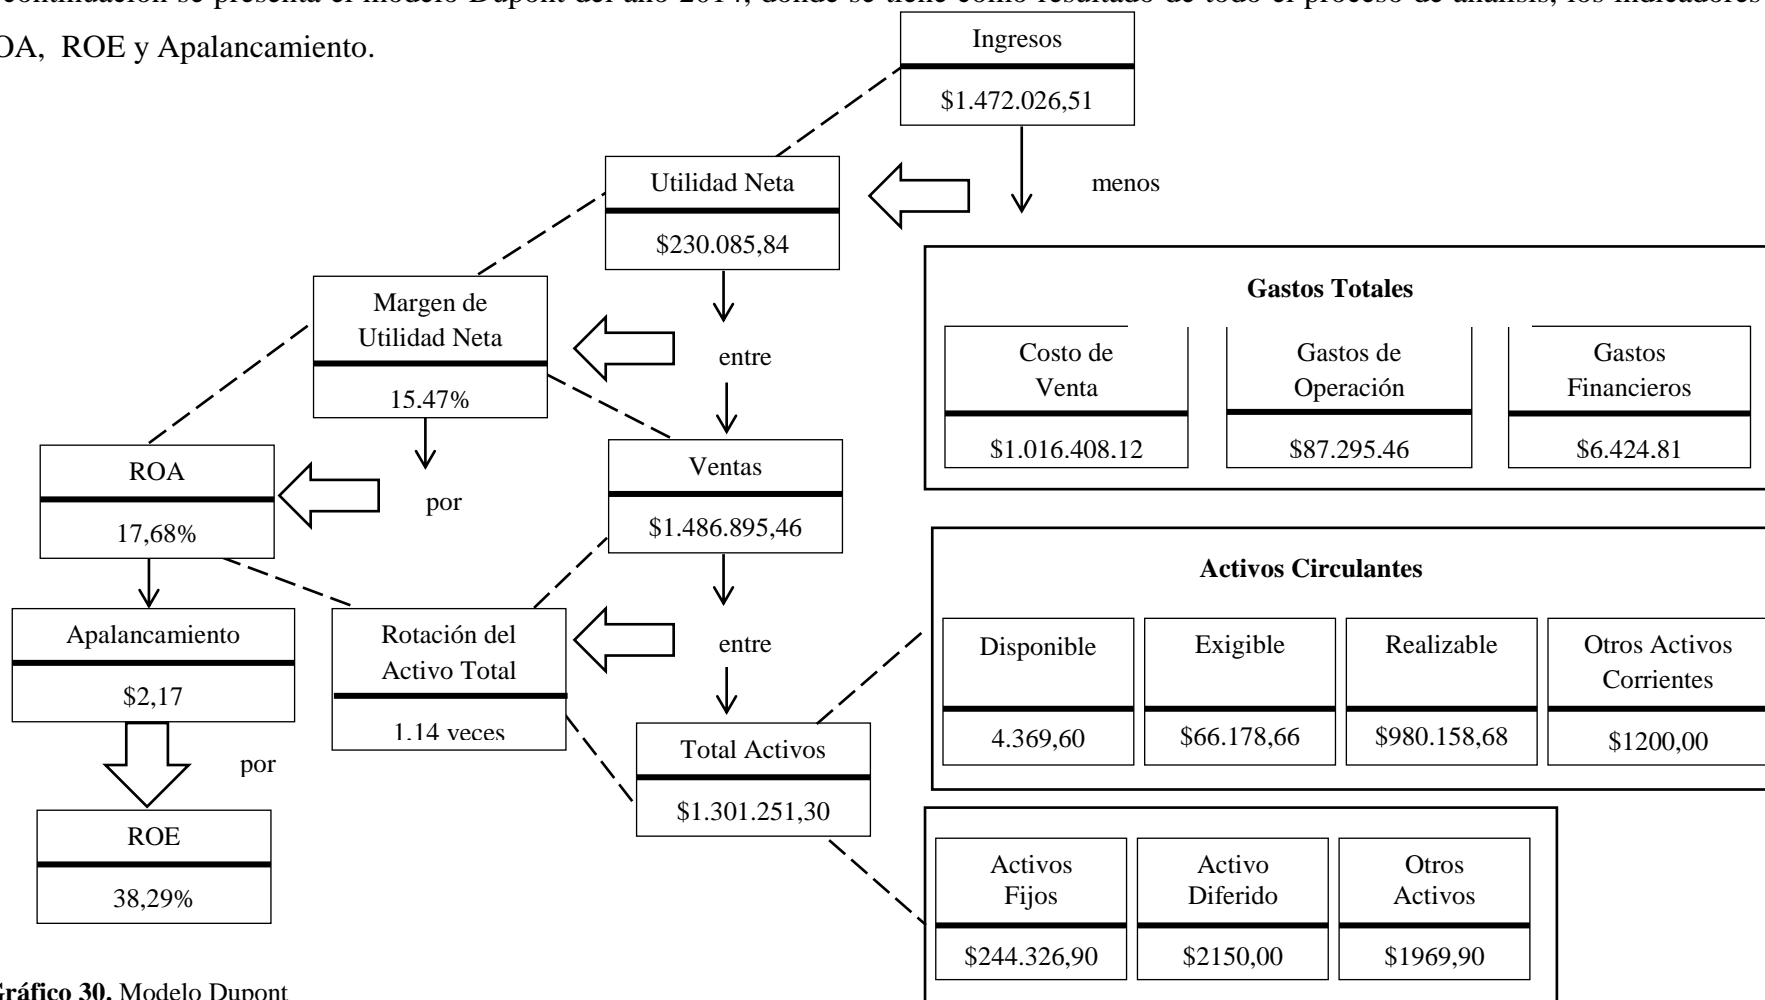 continuación se presenta el modelo Dupont del año 2014, donde se tiene como resultado de todo el proceso de análisis, los indicadores
OA, ROE y Apalancamiento.
Ingresos
$1.472.026,51
menos
Utilidad Neta
$230.085,84
Gastos Totales
Costo de
Venta
$1.016.408,12
Gastos de
Operación
$87.295,46
Gastos
Financieros
$6.424,81
Margen de
Utilidad Neta
15,47%
entre
Ventas
$1.486.895,46
ROA
17,68%
por
Activos Circulantes
Disponible
4.369,60
Exigible
$66.178,66
Realizable
$980.158,68
Otros Activos
Corrientes
$1200,00
Apalancamiento
$2,17
Rotación del
Activo Total
1,14 veces
entre
Total Activos
$1.301.251,30
por
ROE
38,29%
Activos
Fijos
$244.326,90
Activo
Diferido
$2150,00
Otros
Activos
$1969,90
Gráfico 30. Modelo Dupont